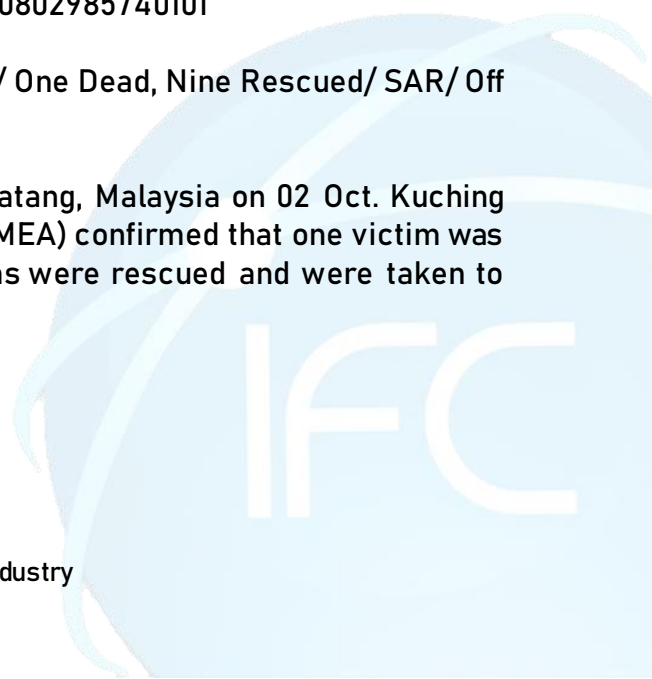 0802985740101
/ One Dead, Nine Rescued/ SAR/ Off
atang, Malaysia on 02 Oct. Kuching
MEA) confirmed that one victim was
ns were rescued and were taken to
IFC
dustry